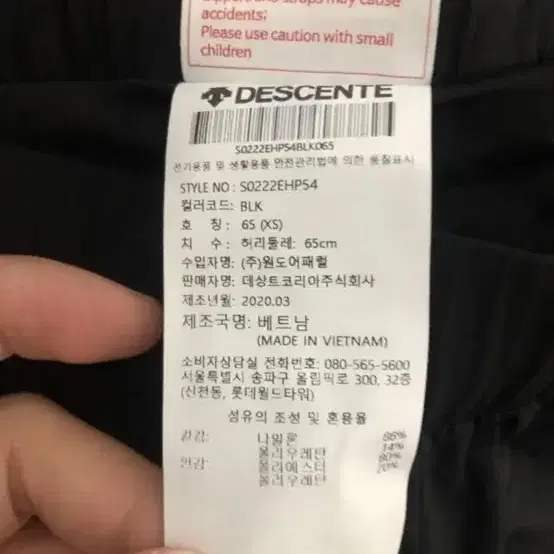 accidents;
Please use caution with small
children
DESCENTE
S0222EHP54BLK065
전기용품 및 생활용품 안전관리법에 의한 품질표시
STYLE NO : S0222EHP54
컬러코드: BLK
호 칭 : 65 (XS)
치 수 : 허리둘레: 65cm
수입자명: (주)원도어패럴
판매자명: 데상트코리아주식회사
제조년월: 2020.03
제조국명: 베트남
(MADE IN VIETNAM)
소비자상담실 전화번호: 080-565-5600
서울특별시 송파구 올림픽로 300, 32층
(신천동, 롯데월드타워)
섬유의 조성 및 혼용율
겉감: 나일론 86%
폴리우레탄 14%
안감: 폴리에스터 80%
폴리우레탄 20%